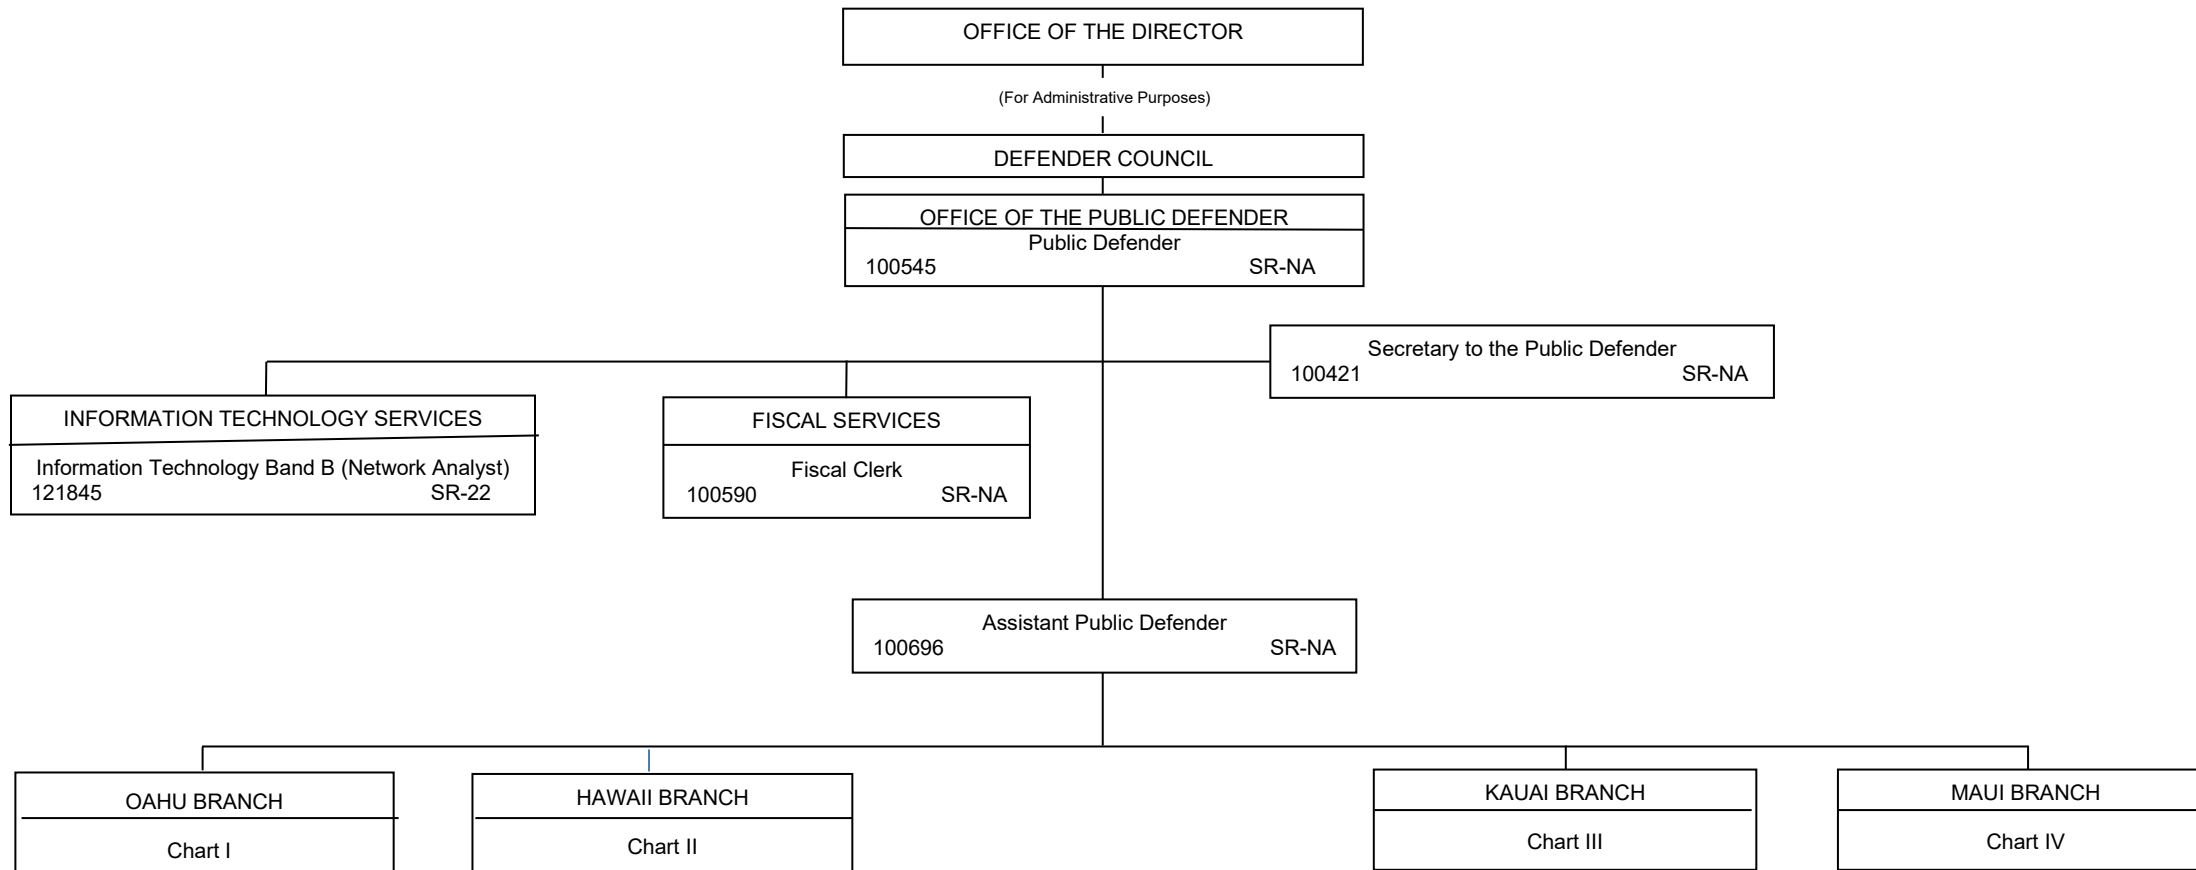 OFFICE OF THE DIRECTOR
(For Administrative Purposes)
DEFENDER COUNCIL
OFFICE OF THE PUBLIC DEFENDER
Public Defender
100545 SR-NA
Secretary to the Public Defender
100421 SR-NA
INFORMATION TECHNOLOGY SERVICES
Information Technology Band B (Network Analyst)
121845 SR-22
FISCAL SERVICES
Fiscal Clerk
100590 SR-NA
Assistant Public Defender
100696 SR-NA
OAHU BRANCH
Chart I
HAWAII BRANCH
Chart II
KAUAI BRANCH
Chart III
MAUI BRANCH
Chart IV